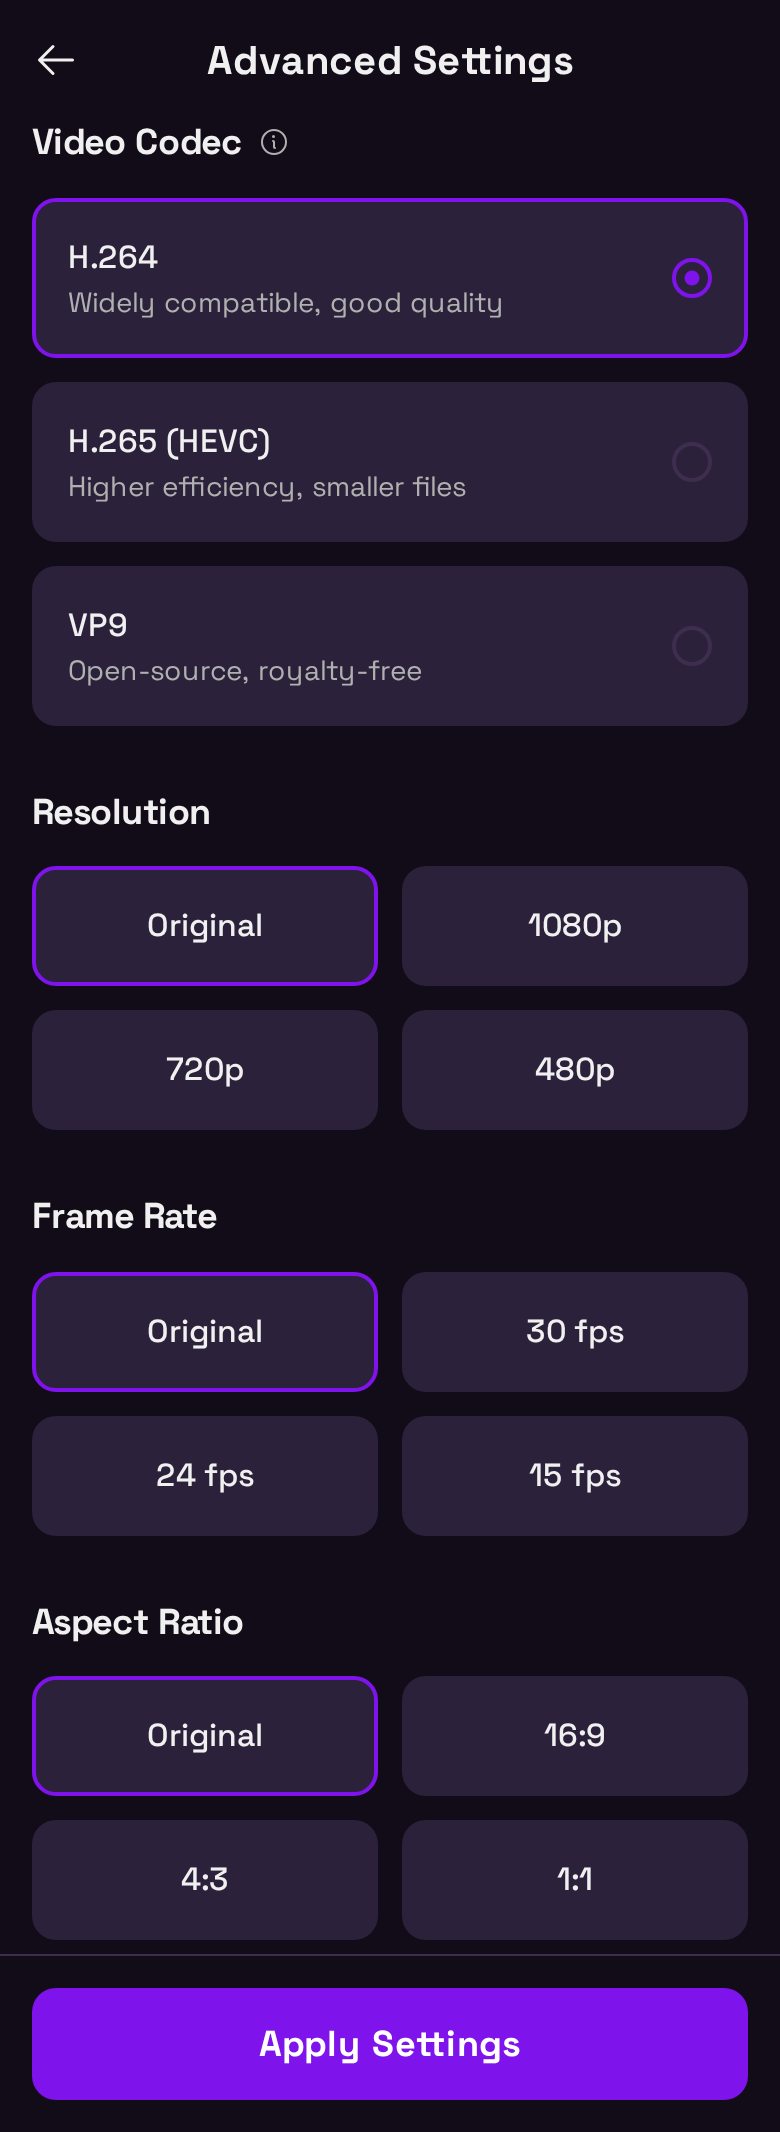 Advanced Settings
Video Codec
H.264
Widely compatible, good quality
H.265 (HEVC)
Higher efficiency, smaller files
VP9
Open-source, royalty-free
Resolution
Original
1080p
720p
480p
Frame Rate
Original
30 fps
24 fps
15 fps
Aspect Ratio
Original
16:9
4:3
1:1
Apply Settings